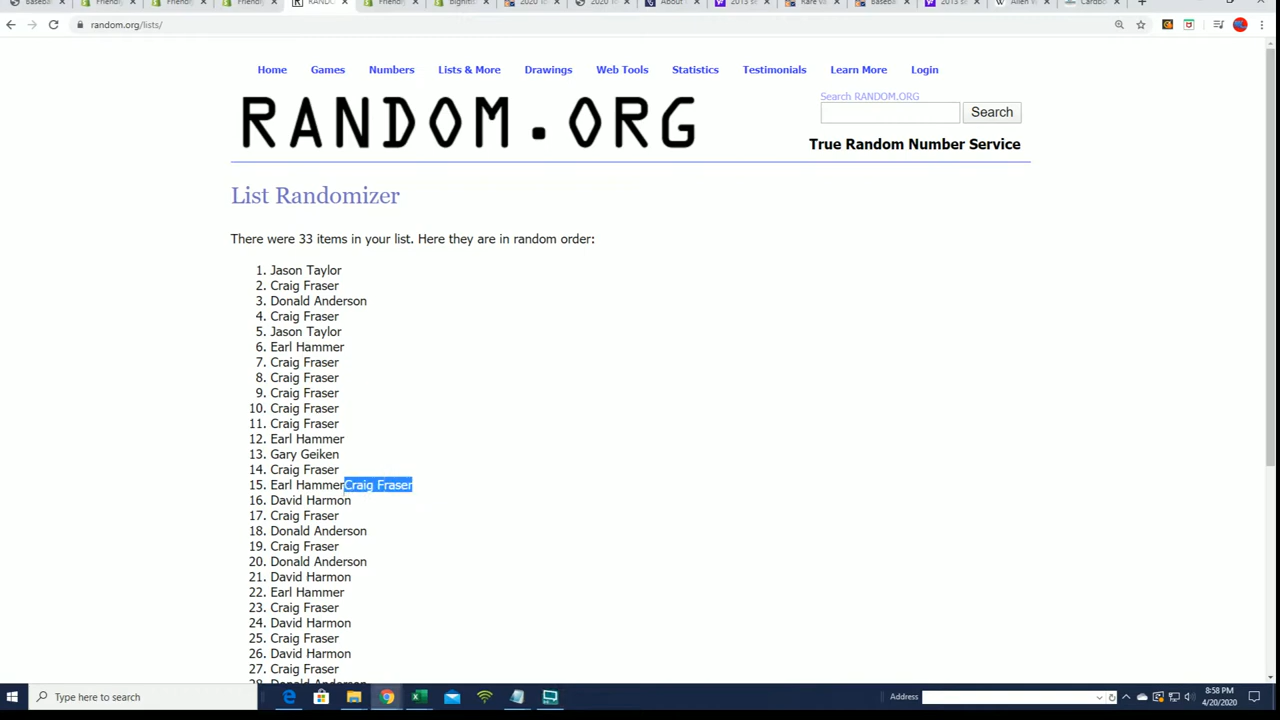 random.org/lists/
Home Games Numbers Lists & More Drawings Web Tools Statistics Testimonials Learn More Login
Search RANDOM.ORG
RANDOM.ORG
Search
True Random Number Service
List Randomizer
There were 33 items in your list. Here they are in random order:
1. Jason Taylor
2. Craig Fraser
3. Donald Anderson
4. Craig Fraser
5. Jason Taylor
6. Earl Hammer
7. Craig Fraser
8. Craig Fraser
9. Craig Fraser
10. Craig Fraser
11. Craig Fraser
12. Earl Hammer
13. Gary Geiken
14. Craig Fraser
15. Earl HammerCraig Fraser
16. David Harmon
17. Craig Fraser
18. Donald Anderson
19. Craig Fraser
20. Donald Anderson
21. David Harmon
22. Earl Hammer
23. Craig Fraser
24. David Harmon
25. Craig Fraser
26. David Harmon
27. Craig Fraser
28. Donald Anderson
Type here to search
Address
8:58 PM
4/20/2020